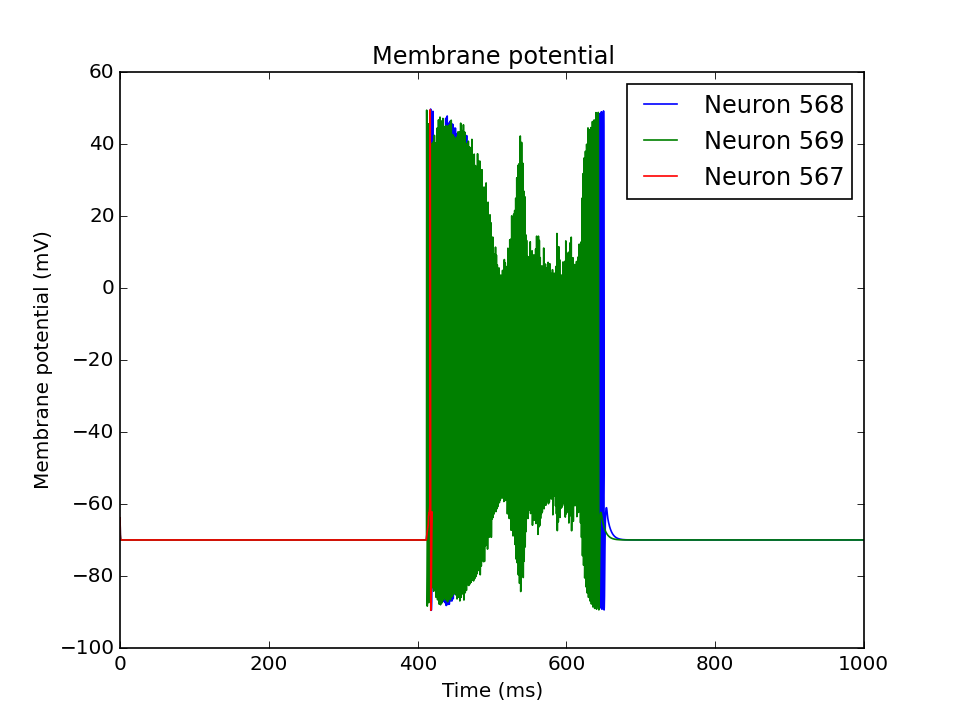 Membrane potential
60
40
20
0
−20
−40
−60
−80
−100
Membrane potential (mV)
Neuron 568
Neuron 569
Neuron 567
0 200 400 600 800 1000
Time (ms)